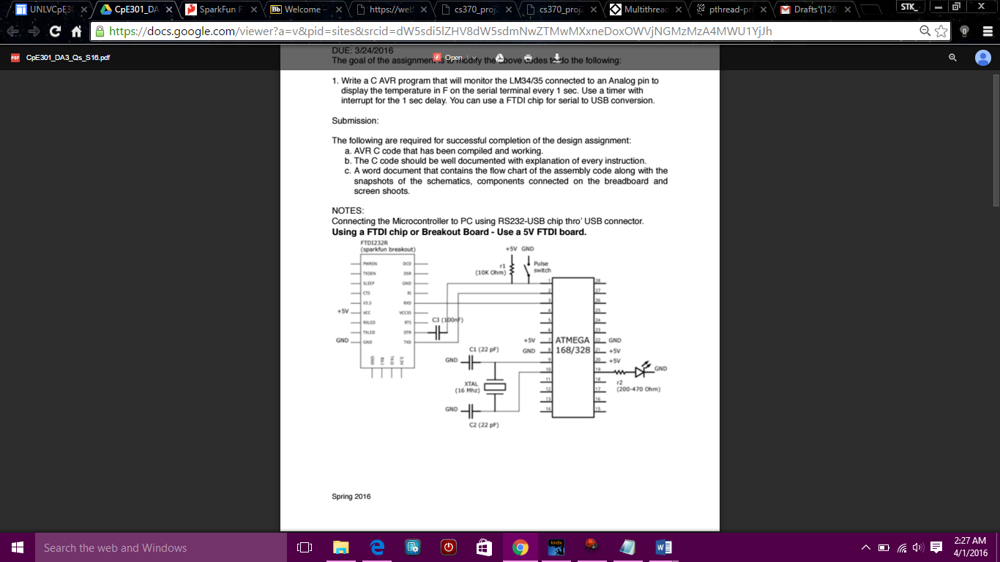 UNLVCpE30
CpE301_DA
SparkFun F
Welcome –
https://web
cs370_proj2
cs370_proj2
Multithread
pthread-pr
Drafts'(128
STK_
https://docs.google.com/viewer?a=v&pid=sites&srcid=dW5sdi5lZHV8dW5sdmNwZTMwMXxneDoxOWVjNGMzMzA4MWU1YjJh
CpE301_DA3_Qs_S16.pdf
Open
DUE: 3/24/2016
The goal of the assignment is to modify the above codes to do the following:
1. Write a C AVR program that will monitor the LM34/35 connected to an Analog pin to
display the temperature in F on the serial terminal every 1 sec. Use a timer with
interrupt for the 1 sec delay. You can use a FTDI chip for serial to USB conversion.
Submission:
The following are required for successful completion of the design assignment:
a. AVR C code that has been compiled and working.
b. The C code should be well documented with explanation of every instruction.
c. A word document that contains the flow chart of the assembly code along with the
snapshots of the schematics, components connected on the breadboard and
screen shoots.
NOTES:
Connecting the Microcontroller to PC using RS232-USB chip thro' USB connector.
Using a FTDI chip or Breakout Board - Use a 5V FTDI board.
FTDI232R
(sparkfun breakout)
PWREN DCD
TXDEN DSR
SLEEP GND
CTS RI
V3.3 RXD
+5V VCC VCCIO
RXLED RTS
TXLED DTR
GND GND TXD
C3 (100nF)
+5V GND
r1
(10K Ohm)
Pulse
switch
1 28
2 27
3 26
4 25
5 24
6 23
+5V 7 ATMEGA 22 GND
GND 8 168/328 21 +5V
9 20 +5V
10 19 GND
11 18
12 17
13 16
14 15
r2
(200-470 Ohm)
C1 (22 pF)
GND
XTAL
(16 Mhz)
GND
C2 (22 pF)
Spring 2016
Search the web and Windows
kindle
2:27 AM
4/1/2016